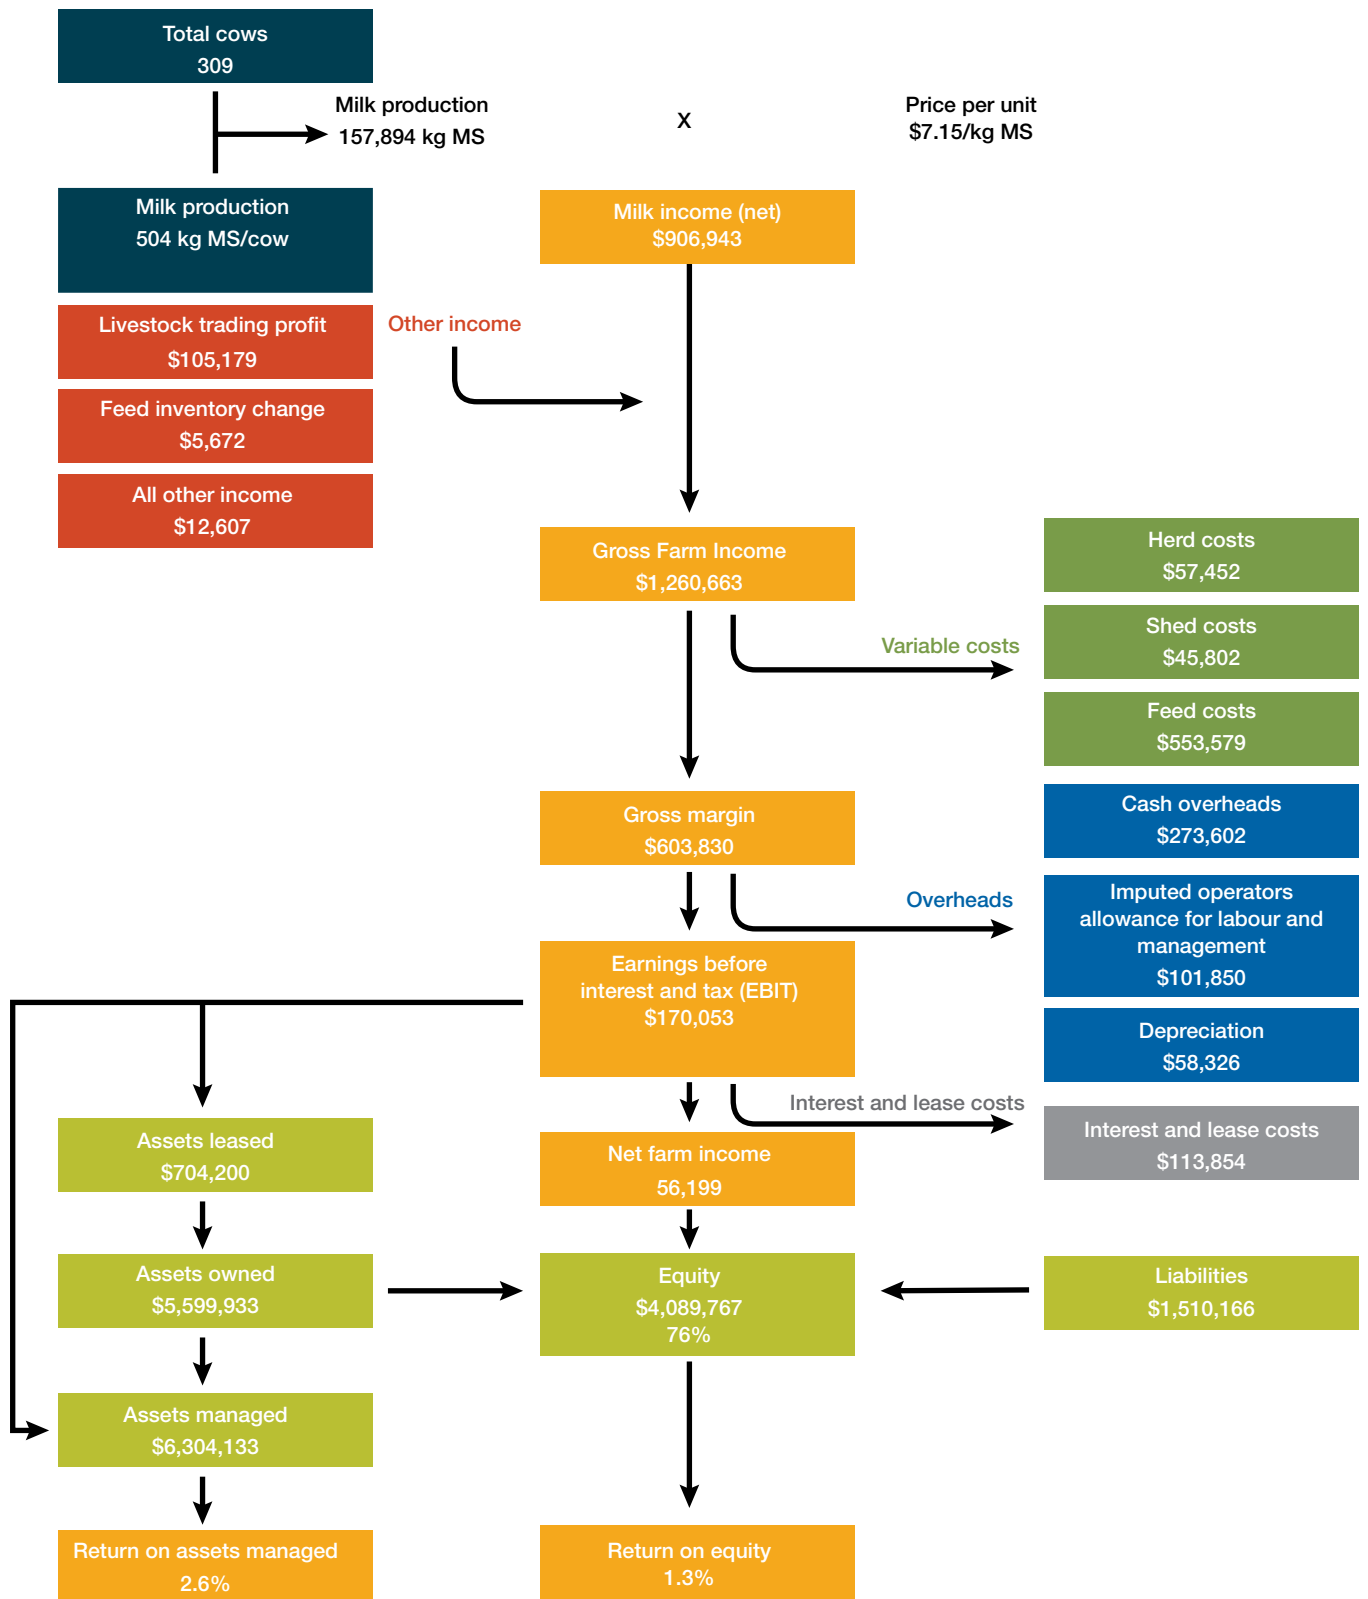 Total cows
309
Milk production
157,894 kg MS
X
Price per unit
$7.15/kg MS
Milk production
504 kg MS/cow
Milk income (net)
$906,943
Livestock trading profit
$105,179
Other income
Feed inventory change
$5,672
All other income
$12,607
Gross Farm Income
$1,260,663
Herd costs
$57,452
Variable costs
Shed costs
$45,802
Feed costs
$553,579
Gross margin
$603,830
Cash overheads
$273,602
Overheads
Imputed operators
allowance for labour and
management
$101,850
Earnings before
interest and tax (EBIT)
$170,053
Depreciation
$58,326
Interest and lease costs
Interest and lease costs
$113,854
Assets leased
$704,200
Net farm income
56,199
Assets owned
$5,599,933
Equity
$4,089,767
76%
Liabilities
$1,510,166
Assets managed
$6,304,133
Return on assets managed
2.6%
Return on equity
1.3%